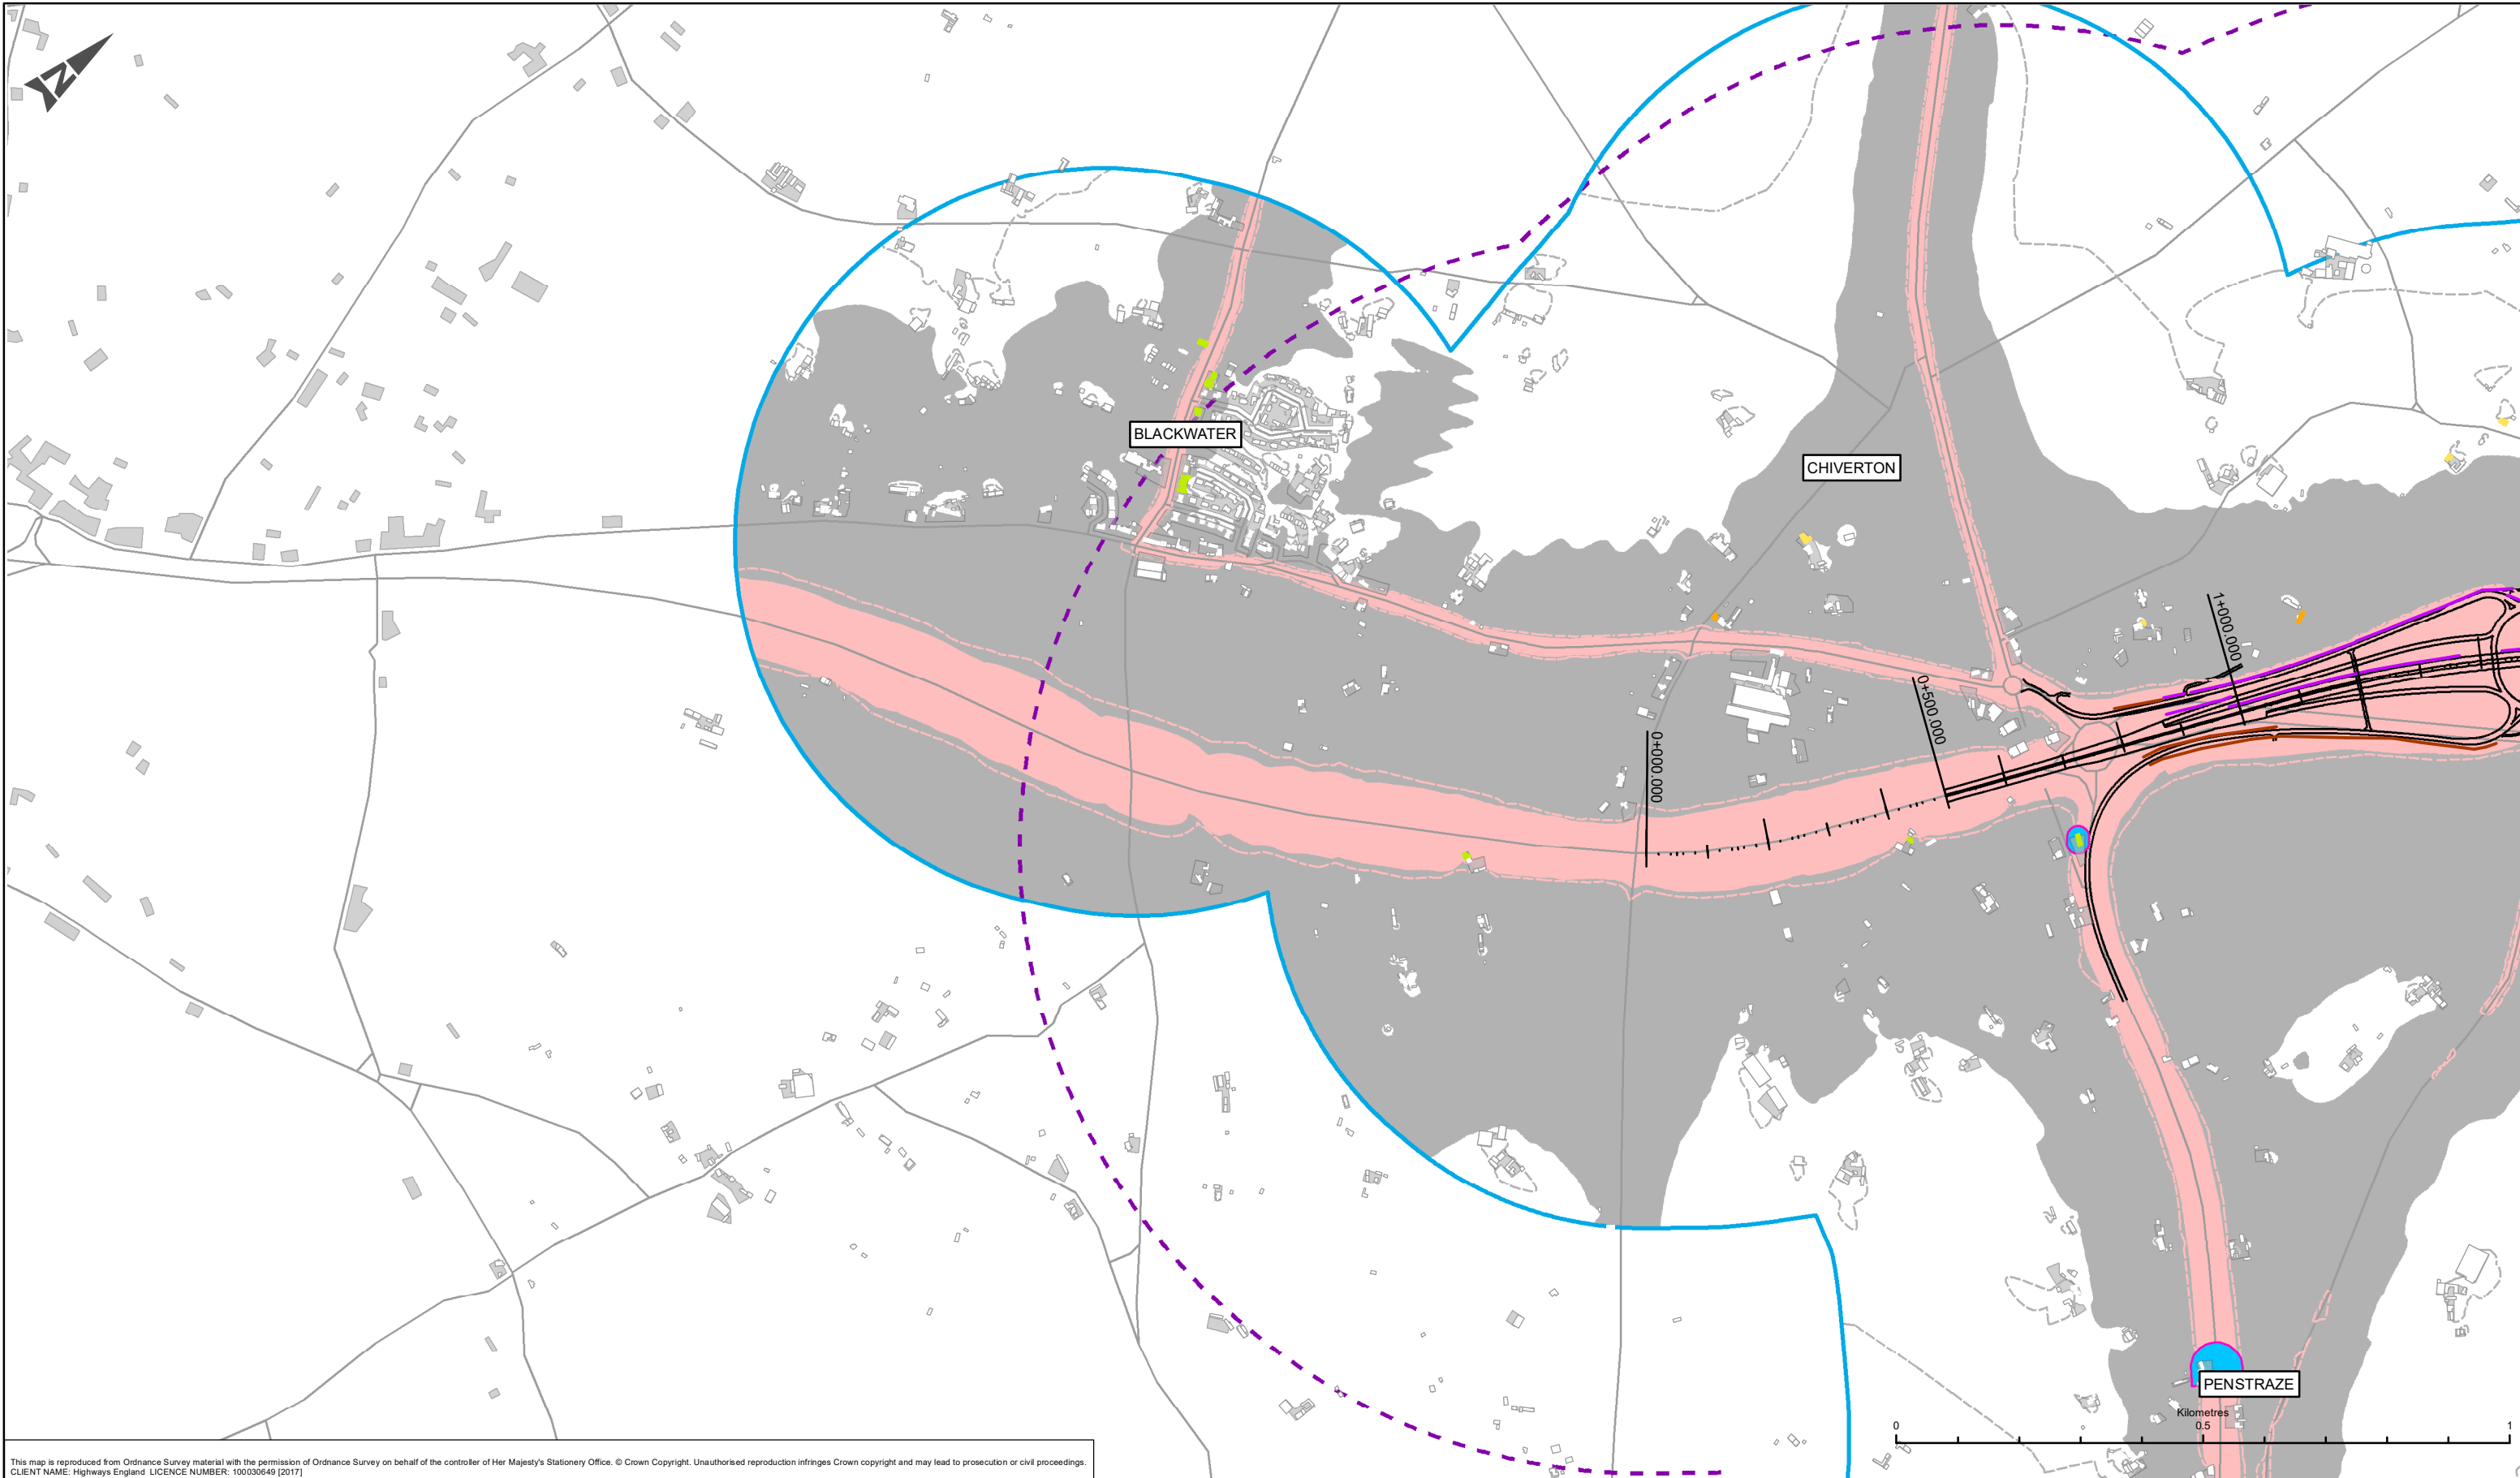 N
BLACKWATER
CHIVERTON
1+000.000
0+500.000
0+000.000
PENSTRAZE
Kilometres
0 0.5 1
This map is reproduced from Ordnance Survey material with the permission of Ordnance Survey on behalf of the controller of Her Majesty's Stationery Office. © Crown Copyright. Unauthorised reproduction infringes Crown copyright and may lead to prosecution or civil proceedings.
CLIENT NAME: Highways England LICENCE NUMBER: 100030649 [2017]